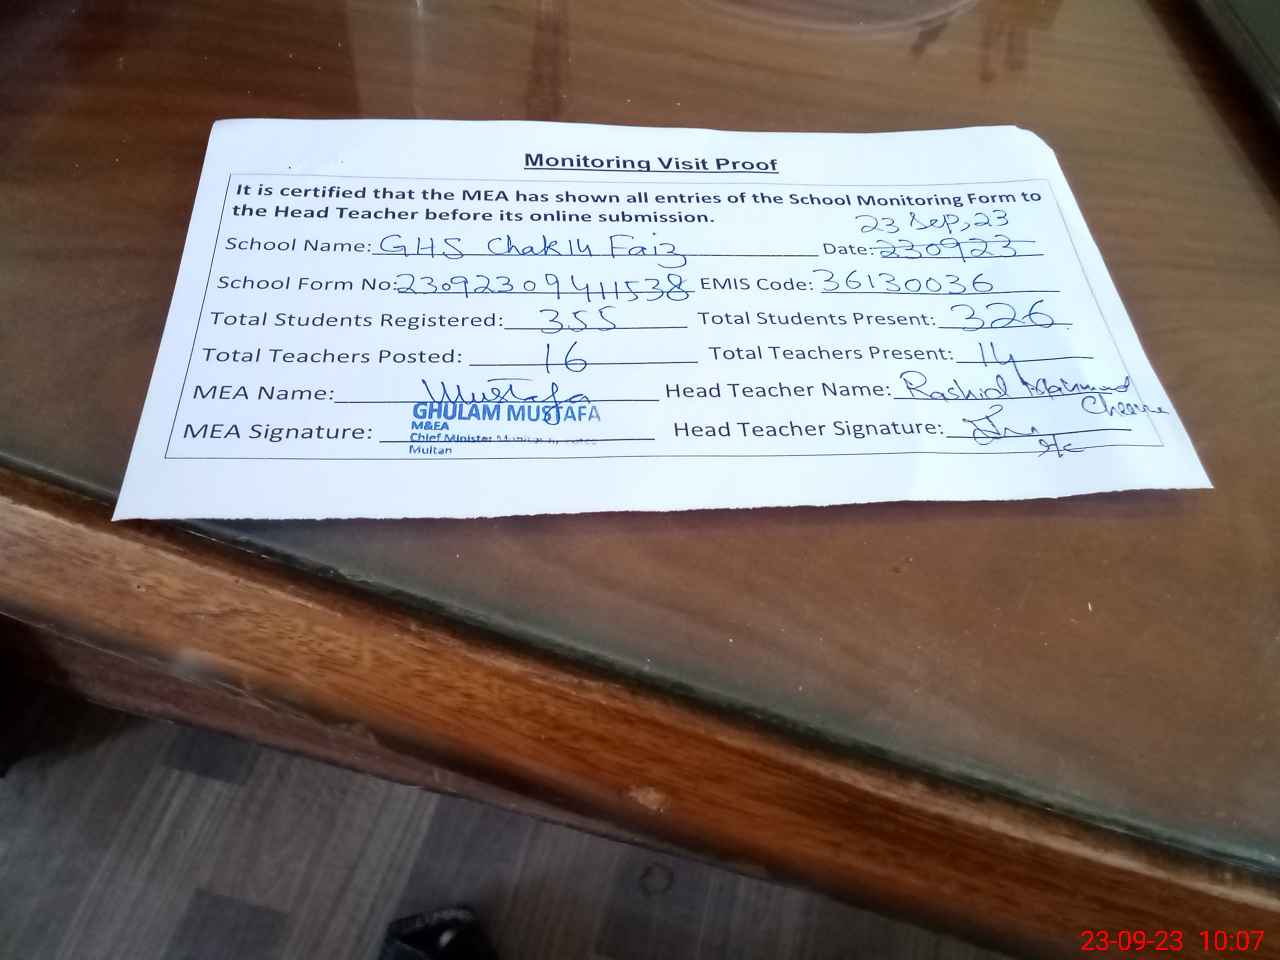 Monitoring Visit Proof
It is certified that the MEA has shown all entries of the School Monitoring Form to
the Head Teacher before its online submission.
23 Sep, 23
School Name: GHS Chak 14 Faiz Date: 230923
School Form No: 230923094411538 EMIS Code: 36130036
Total Students Registered: 355 Total Students Present: 326
Total Teachers Posted: 16 Total Teachers Present: 14
MEA Name: Mustafa Head Teacher Name: Rashid
GHULAM MUSTAFA
M&EA
MEA Signature: Head Teacher Signature:
Chief Minister
Multan
23-09-23 10:07